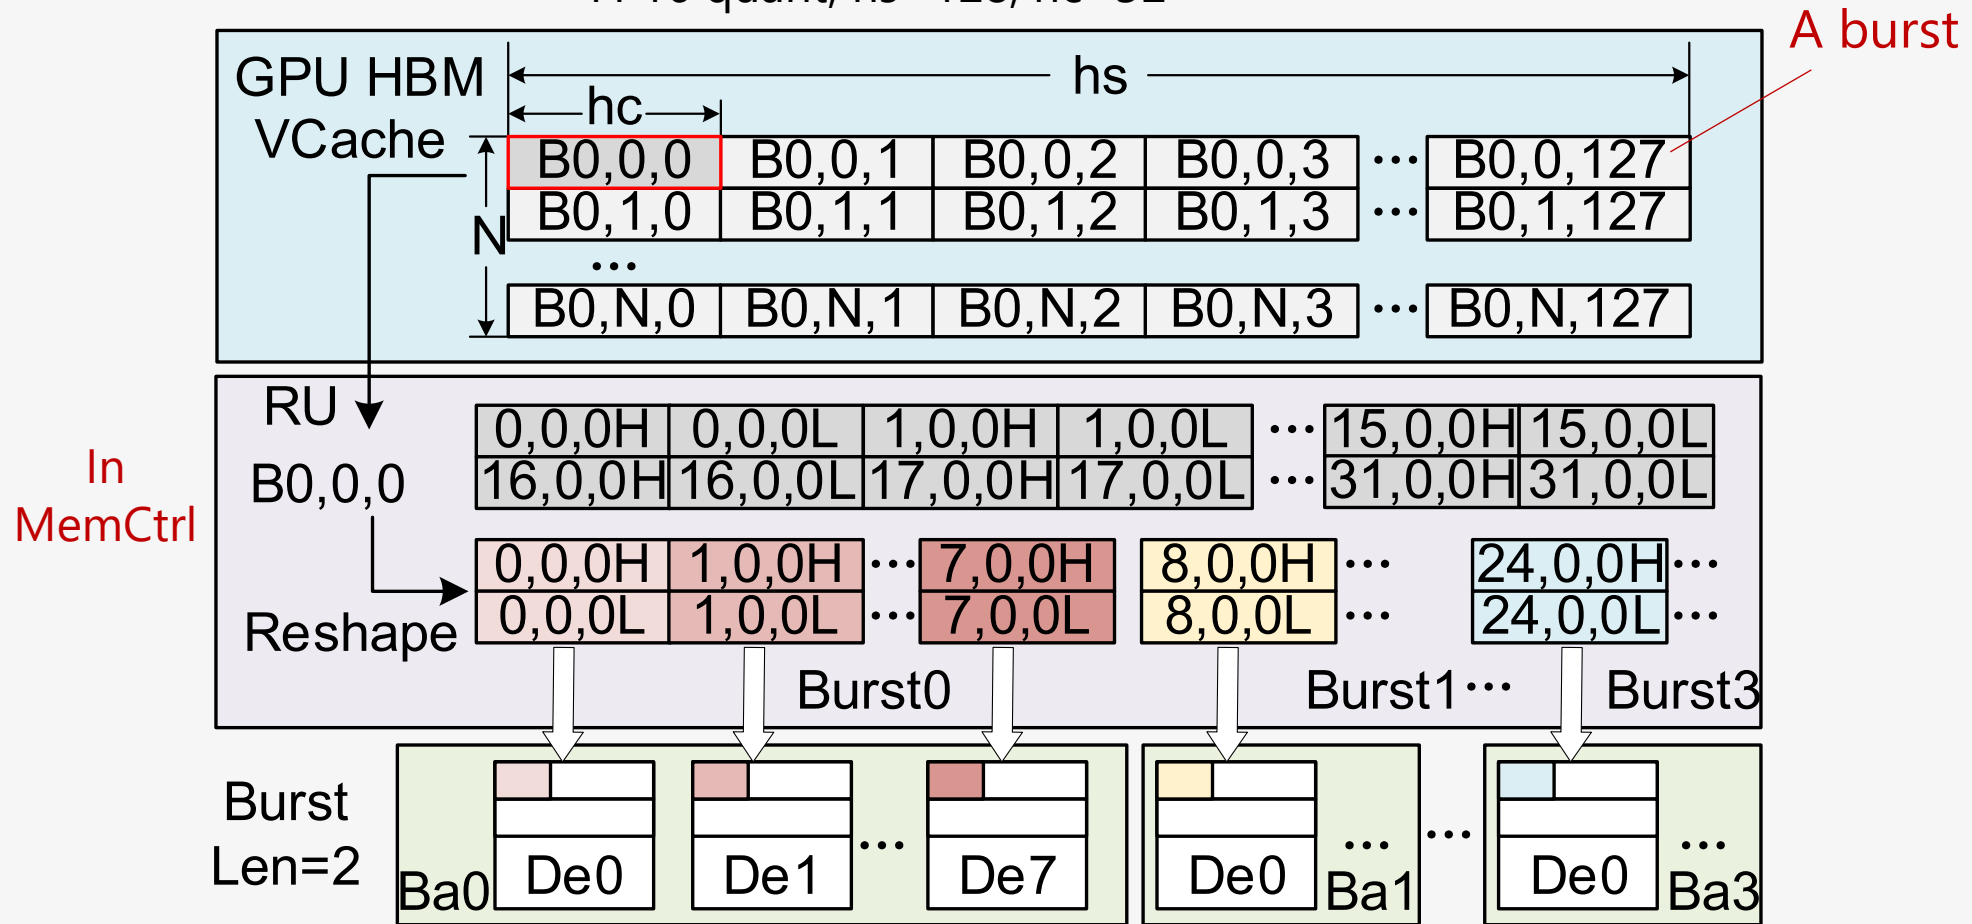 A burst
GPU HBM
VCache
hs
hc
N
B0,0,0 B0,0,1 B0,0,2 B0,0,3 ··· B0,0,127
B0,1,0 B0,1,1 B0,1,2 B0,1,3 ··· B0,1,127
···
B0,N,0 B0,N,1 B0,N,2 B0,N,3 ··· B0,N,127
In
MemCtrl
RU
B0,0,0
Reshape
0,0,0H 0,0,0L 1,0,0H 1,0,0L ··· 15,0,0H 15,0,0L
16,0,0H 16,0,0L 17,0,0H 17,0,0L ··· 31,0,0H 31,0,0L
0,0,0H 1,0,0H ··· 7,0,0H 8,0,0H ··· 24,0,0H ···
0,0,0L 1,0,0L ··· 7,0,0L 8,0,0L ··· 24,0,0L ···
Burst0 Burst1 ··· Burst3
Burst
Len=2
Ba0 De0 De1 ··· De7
De0 ··· Ba1 ···
De0 ··· Ba3